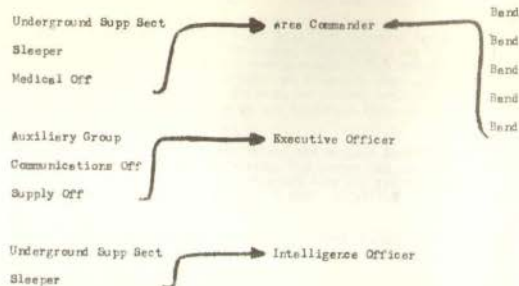 Underground Supp Sect
Sleeper
Medical Off
Area Commander
Band
Band
Band
Band
Band
Auxiliery Group
Communications Off
Supply Off
Executive Officer
Underground Supp Sect
Sleeper
Intelligence Officer